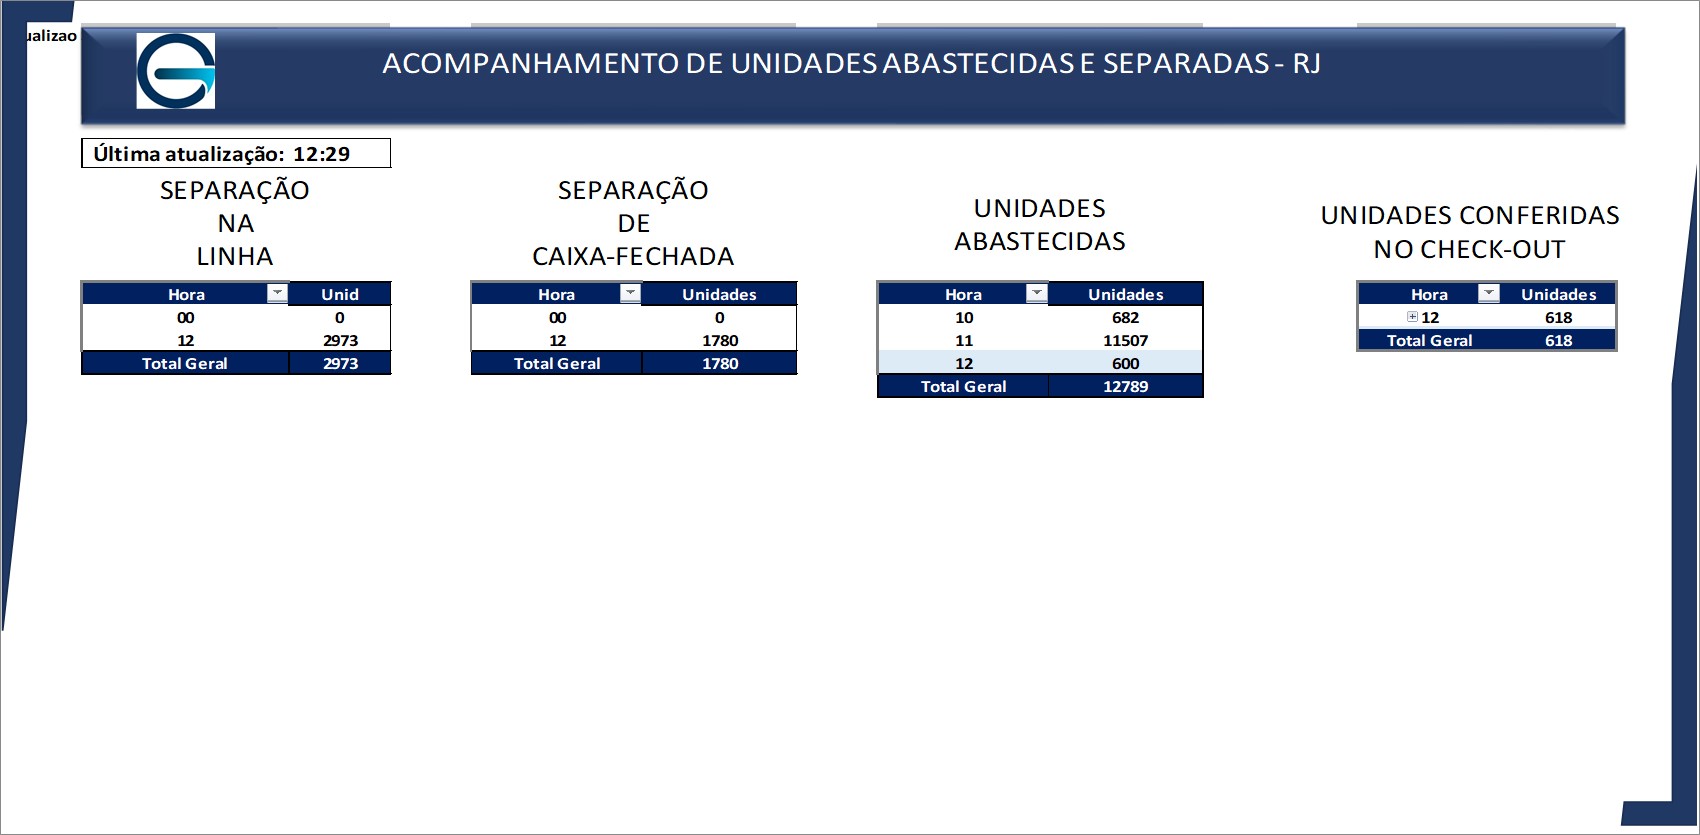 ualizao
ACOMPANHAMENTO DE UNIDADES ABASTECIDAS E SEPARADAS - RJ
Última atualização: 12:29
SEPARAÇÃO
NA
LINHA
Hora Unid
00 0
12 2973
Total Geral 2973
SEPARAÇÃO
DE
CAIXA-FECHADA
Hora Unidades
00 0
12 1780
Total Geral 1780
UNIDADES
ABASTECIDAS
Hora Unidades
10 682
11 11507
12 600
Total Geral 12789
UNIDADES CONFERIDAS
NO CHECK-OUT
Hora Unidades
12 618
Total Geral 618